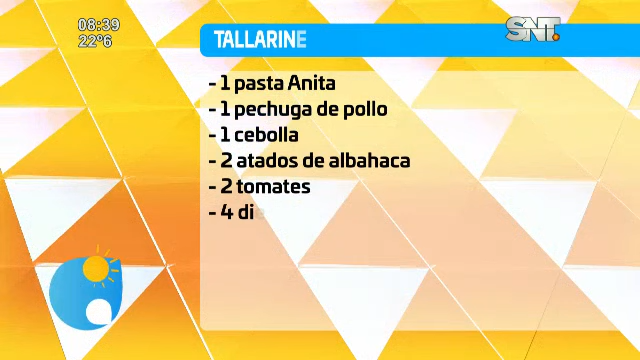 08:39
22°6
TALLARINE
SNT.
- 1 pasta Anita
- 1 pechuga de pollo
- 1 cebolla
- 2 atados de albahaca
- 2 tomates
- 4 di